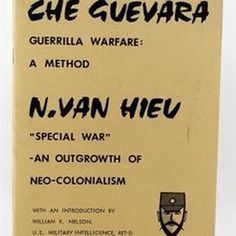 CHE GUEVARA
GUERRILLA WARFARE:
A METHOD
N.VAN HIEU
"SPECIAL WAR"
-AN OUTGROWTH OF
NEO-COLONIALISM
WITH AN INTRODUCTION BY
WILLIAM R. NELSON,
U.S. MILITARY INTELLIGENCE, RET'D